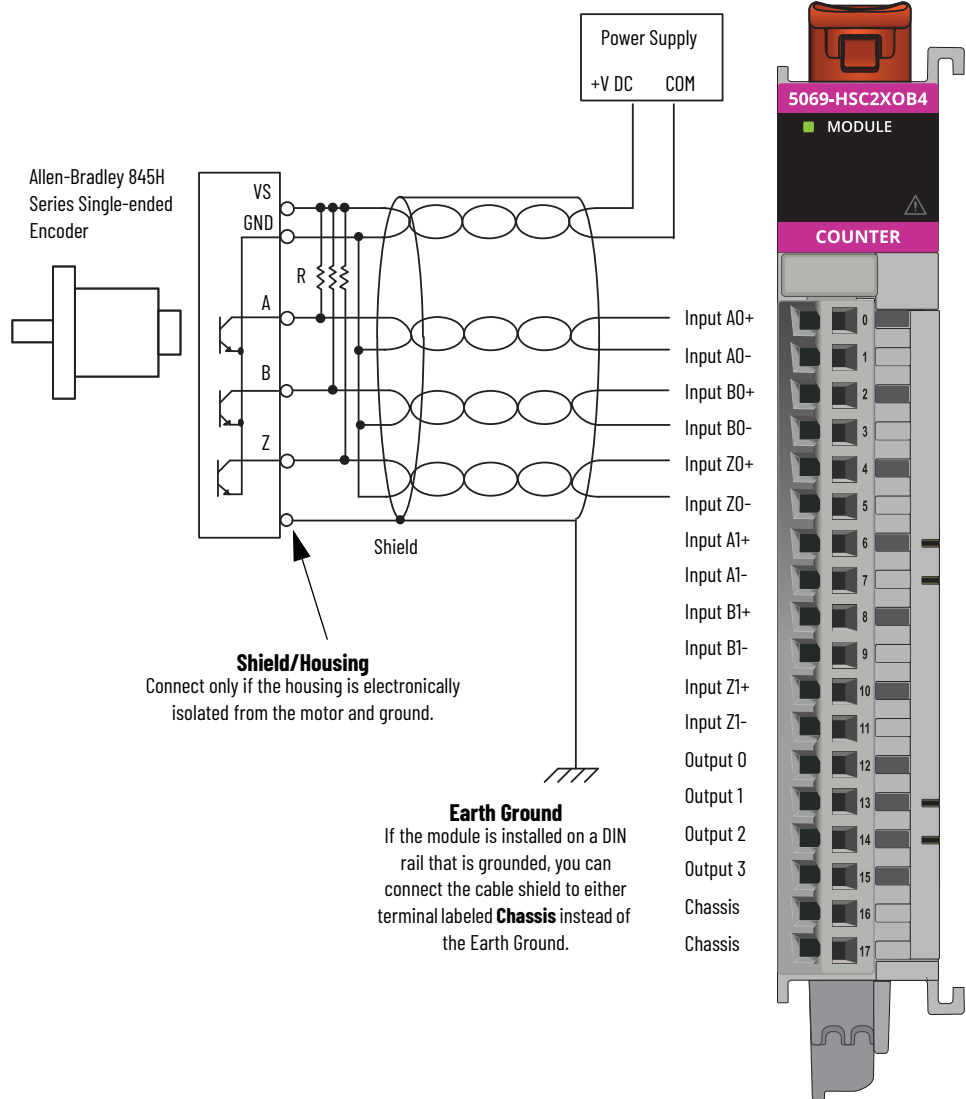 Power Supply
+V DC COM
5069-HSC2XOB4
MODULE
COUNTER
Allen-Bradley 845H
Series Single-ended
Encoder
VS
GND
R
A
B
Z
Shield
Shield/Housing
Connect only if the housing is electronically
isolated from the motor and ground.
Earth Ground
If the module is installed on a DIN
rail that is grounded, you can
connect the cable shield to either
terminal labeled Chassis instead of
the Earth Ground.
Input A0+ 0
Input A0- 1
Input B0+ 2
Input B0- 3
Input Z0+ 4
Input Z0- 5
Input A1+ 6
Input A1- 7
Input B1+ 8
Input B1- 9
Input Z1+ 10
Input Z1- 11
Output 0 12
Output 1 13
Output 2 14
Output 3 15
Chassis 16
Chassis 17